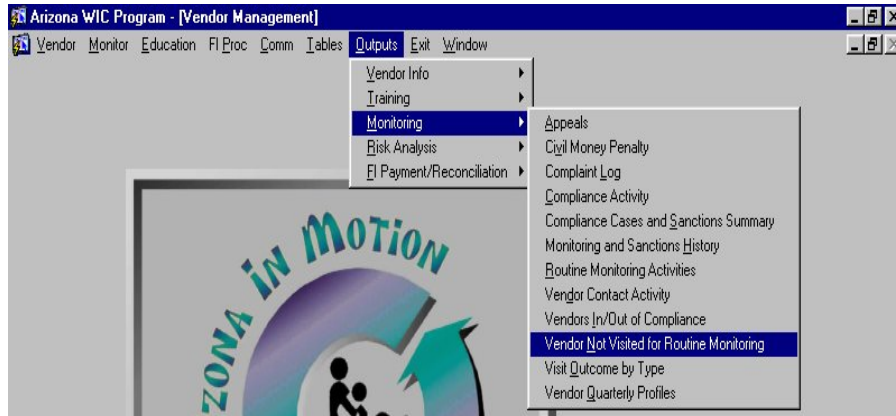 Arizona WIC Program - [Vendor Management]
Vendor Monitor Education FI Proc Comm Tables Outputs Exit Window
Vendor Info
Training
Monitoring
Risk Analysis
FI Payment/Reconciliation
Appeals
Civil Money Penalty
Complaint Log
Compliance Activity
Compliance Cases and Sanctions Summary
Monitoring and Sanctions History
Routine Monitoring Activities
Vendor Contact Activity
Vendors In/Out of Compliance
Vendor Not Visited for Routine Monitoring
Visit Outcome by Type
Vendor Quarterly Profiles
ZONA IN MOTION